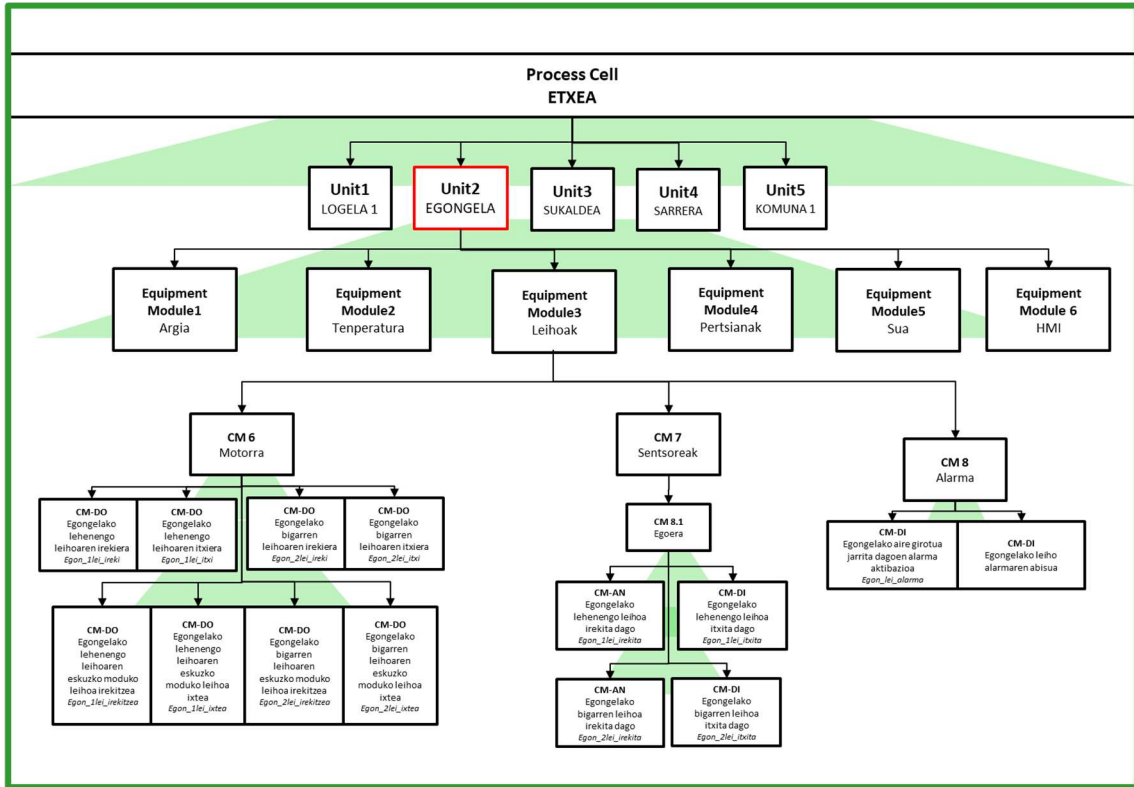 Process Cell
ETXEA
Unit1
LOGELA 1
Unit2
EGONGELA
Unit3
SUKALDEA
Unit4
SARRERA
Unit5
KOMUNA 1
Equipment
Module1
Argia
Equipment
Module2
Tenperatura
Equipment
Module3
Leihoak
Equipment
Module4
Pertsianak
Equipment
Module5
Sua
Equipment
Module 6
HMI
CM 6
Motorra
CM 7
Sentsoreak
CM 8
Alarma
CM-DO
Egongelako
lehenengo
leihoaren irekiera
Egon_1lei_ireki
CM-DO
Egongelako
lehenengo
leihoaren itxiera
Egon_1lei_itxi
CM-DO
Egongelako
bigarren
leihoaren irekiera
Egon_2lei_ireki
CM-DO
Egongelako
bigarren
leihoaren itxiera
Egon_2lei_itxi
CM 8.1
Egoera
CM-DI
Egongelako aire girotua
jarrita dagoen alarma
aktibazioa
Egon_lei_alarma
CM-DI
Egongelako leiho
alarmaren abisua
CM-DO
Egongelako
lehenengo
leihoaren
eskuzko moduko
leihoa irekitzea
Egon_1lei_irekitzea
CM-DO
Egongelako
lehenengo
leihoaren
eskuzko
moduko leihoa
ixtea
Egon_1lei_ixtea
CM-DO
Egongelako
bigarren
leihoaren
eskuzko moduko
leihoa irekitzea
Egon_2lei_irekitzea
CM-DO
Egongelako
bigarren
leihoaren
eskuzko
moduko leihoa
ixtea
Egon_2lei_ixtea
CM-AN
Egongelako
lehenengo leihoa
irekita dago
Egon_1lei_irekita
CM-DI
Egongelako
lehenengo leihoa
itxita dago
Egon_1lei_itxita
CM-AN
Egongelako
bigarren leihoa
irekita dago
Egon_2lei_irekita
CM-DI
Egongelako
bigarren leihoa
itxita dago
Egon_2lei_itxita